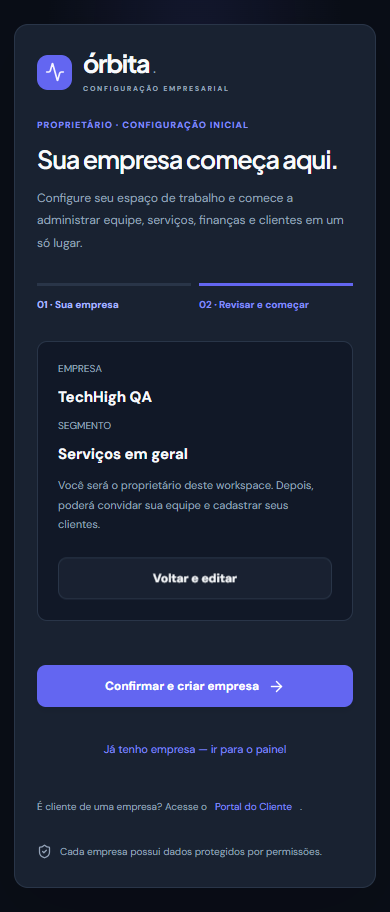 órbita.
CONFIGURAÇÃO EMPRESARIAL
PROPRIETÁRIO · CONFIGURAÇÃO INICIAL
Sua empresa começa aqui.
Configure seu espaço de trabalho e comece a
administrar equipe, serviços, finanças e clientes em um
só lugar.
01 · Sua empresa
02 · Revisar e começar
EMPRESA
TechHigh QA
SEGMENTO
Serviços em geral
Você será o proprietário deste workspace. Depois,
poderá convidar sua equipe e cadastrar seus
clientes.
Voltar e editar
Confirmar e criar empresa →
Já tenho empresa — ir para o painel
É cliente de uma empresa? Acesse o Portal do Cliente .
Cada empresa possui dados protegidos por permissões.